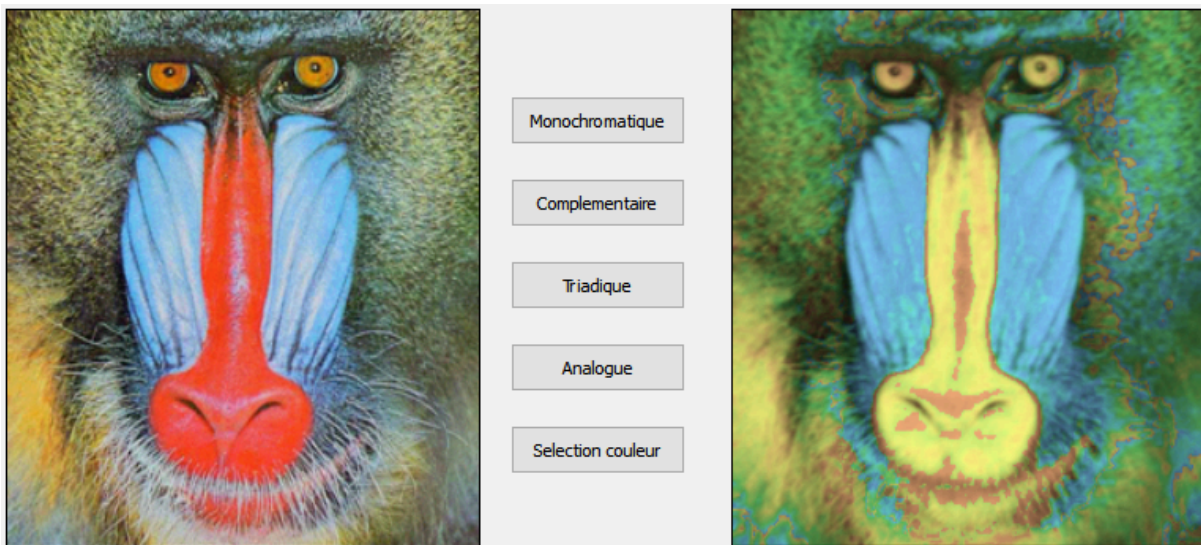 Monochromatique
Complementaire
Triadique
Analogue
Selection couleur